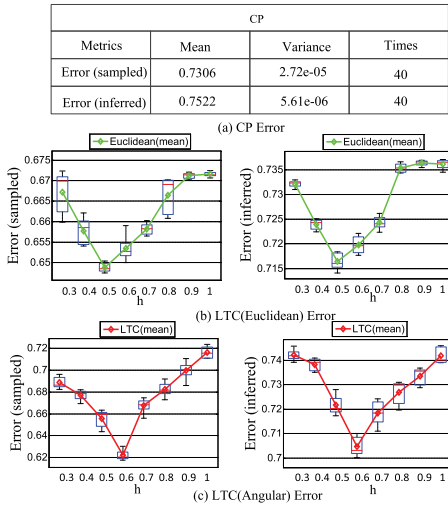 CP
Metrics Mean Variance Times
Error (sampled) 0.7306 2.72e-05 40
Error (inferred) 0.7522 5.61e-06 40
(a) CP Error
Euclidean(mean)
0.675
0.67
0.665
0.66
0.655
0.65
Error (sampled)
0.3 0.4 0.5 0.6 0.7 0.8 0.9 1
h
Euclidean(mean)
0.735
0.73
0.725
0.72
0.715
Error (inferred)
0.3 0.4 0.5 0.6 0.7 0.8 0.9 1
h
(b) LTC(Euclidean) Error
LTC(mean)
0.72
0.7
0.68
0.66
0.64
0.62
Error (sampled)
0.3 0.4 0.5 0.6 0.7 0.8 0.9 1
h
LTC(mean)
0.74
0.73
0.72
0.71
0.7
Error (inferred)
0.3 0.4 0.5 0.6 0.7 0.8 0.9 1
h
(c) LTC(Angular) Error